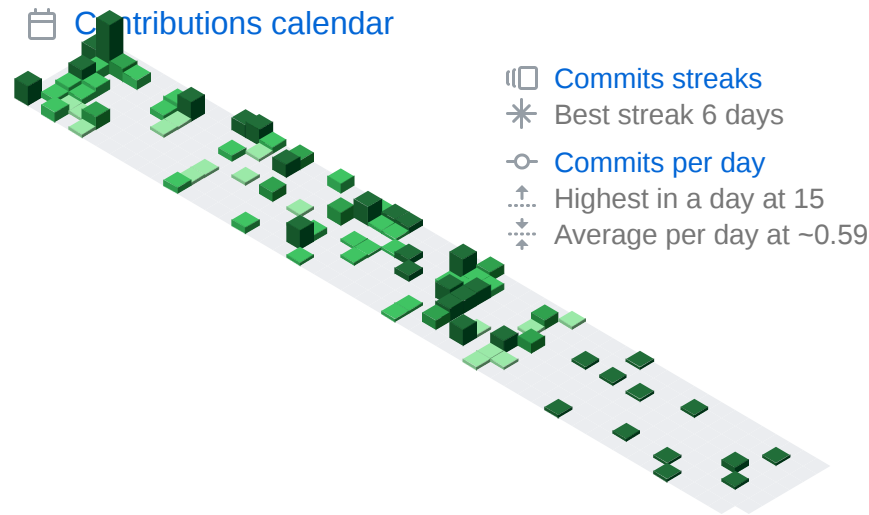 Contributions calendar
Commits streaks
Best streak 6 days
Commits per day
Highest in a day at 15
Average per day at ~0.59